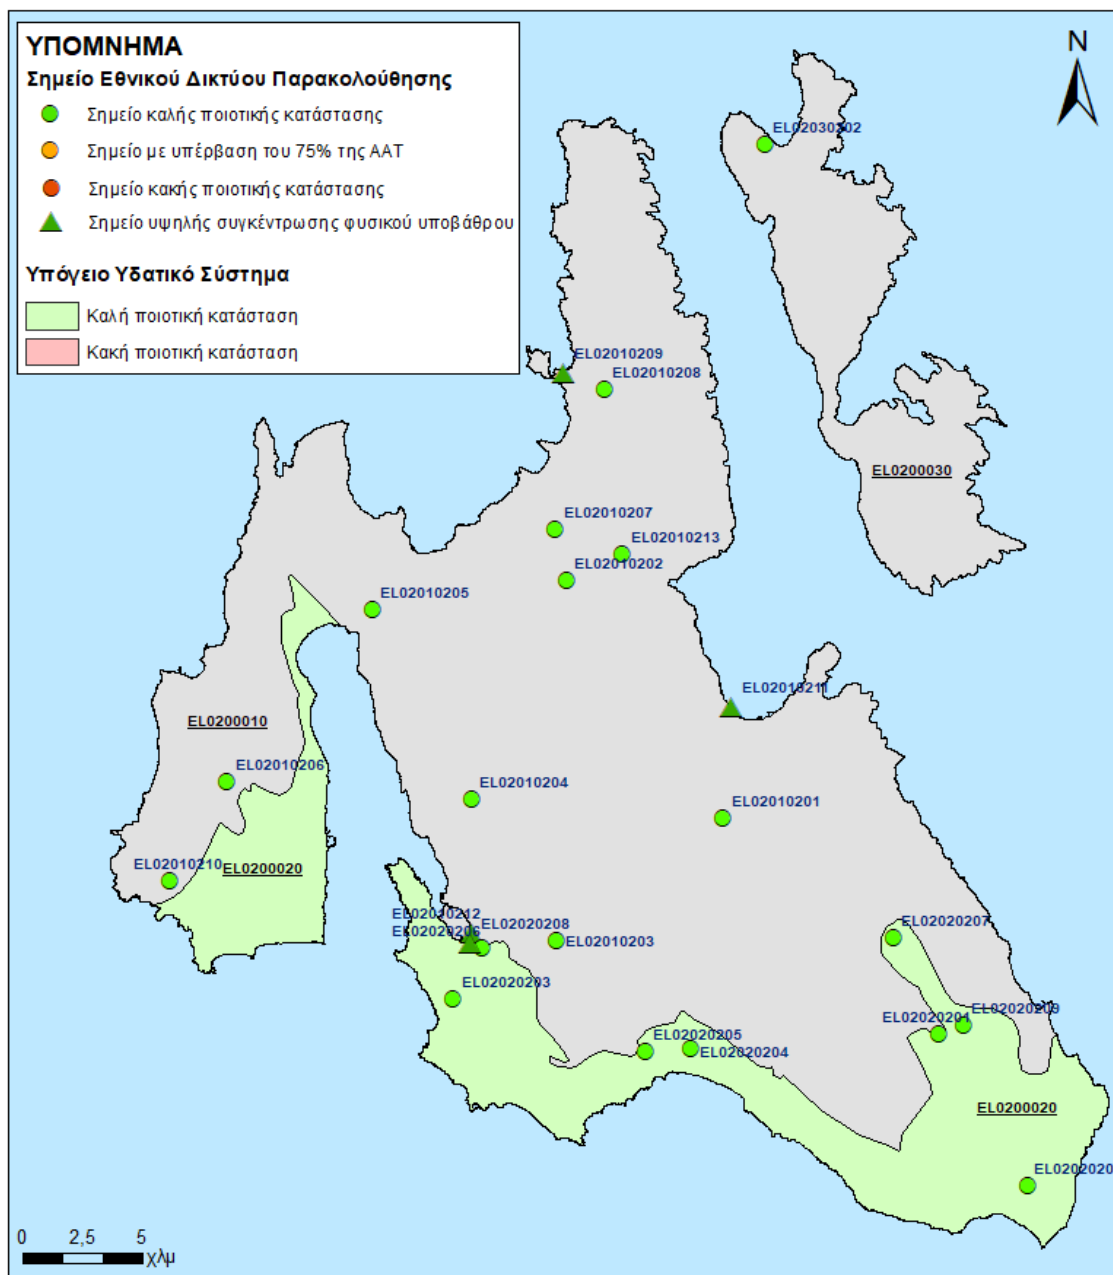 ΥΠΟΜΝΗΜΑ
Σημείο Εθνικού Δικτύου Παρακολούθησης
Σημείο καλής ποιοτικής κατάστασης
Σημείο με υπέρβαση του 75% της ΑΑΤ
Σημείο κακής ποιοτικής κατάστασης
Σημείο υψηλής συγκέντρωσης φυσικού υποβάθρου
Υπόγειο Υδατικό Σύστημα
Καλή ποιοτική κατάσταση
Κακή ποιοτική κατάσταση
N
EL02030202
EL02010209
EL02010208
EL0200030
EL02010207
EL02010213
EL02010202
EL02010205
EL02010211
EL0200010
EL02010206
EL02010204
EL02010201
EL02010210
EL0200020
EL02020212
EL02020208
EL02020206
EL02010203
EL02020207
EL02020203
EL02020209
EL02020201
EL02020205
EL02020204
EL0200020
EL0202020
0 2,5 5
χλμ